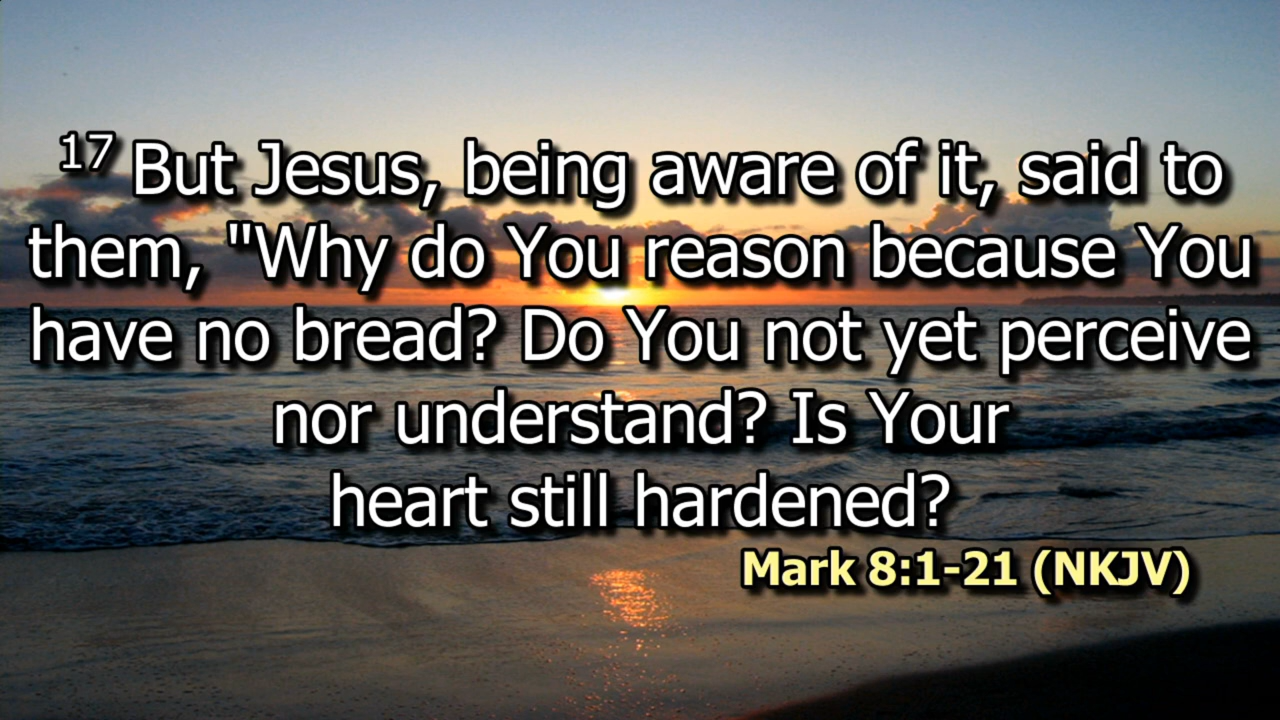 17 But Jesus, being aware of it, said to
them, "Why do You reason because You
have no bread? Do You not yet perceive
nor understand? Is Your
heart still hardened?
Mark 8:1-21 (NKJV)